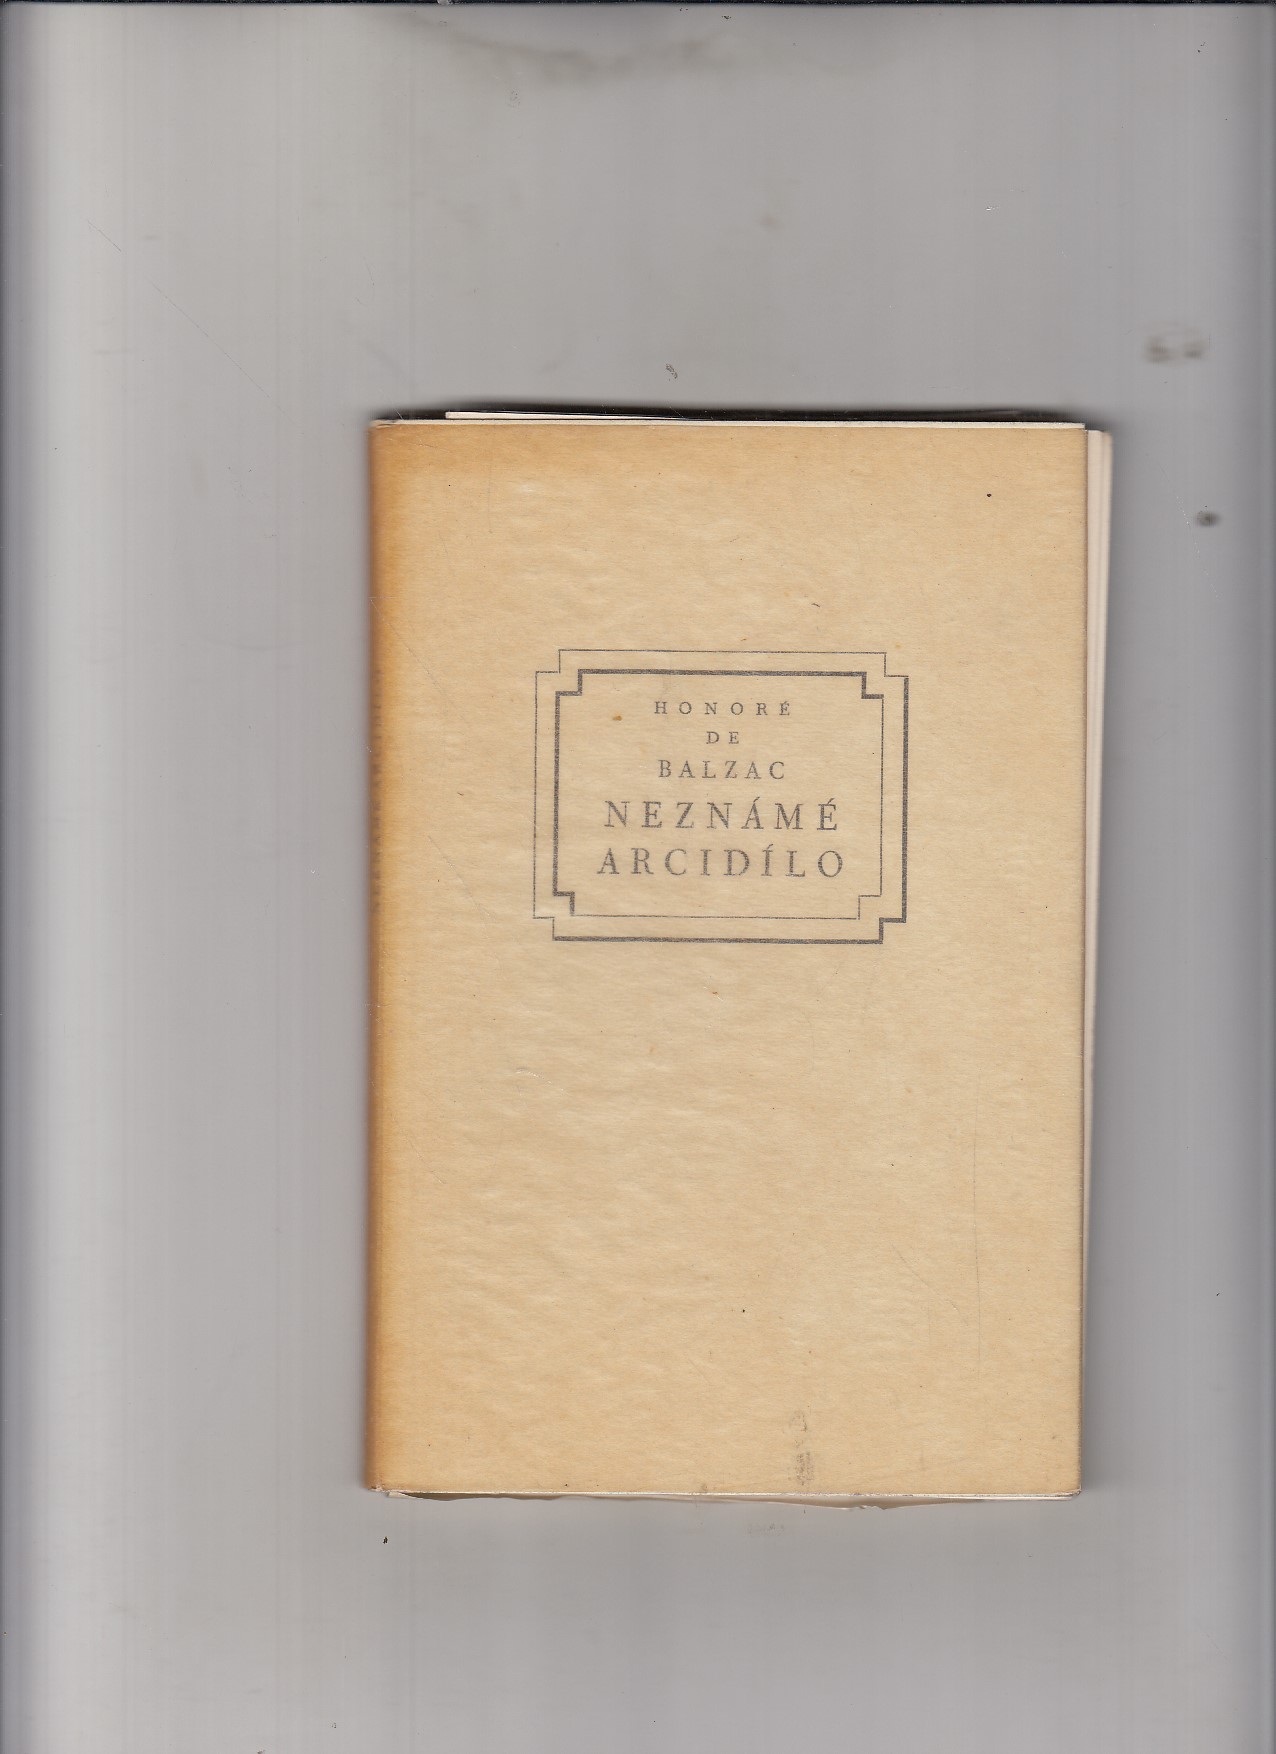 HONORÉ
DE
BALZAC
NEZNÁMÉ
ARCIDÍLO